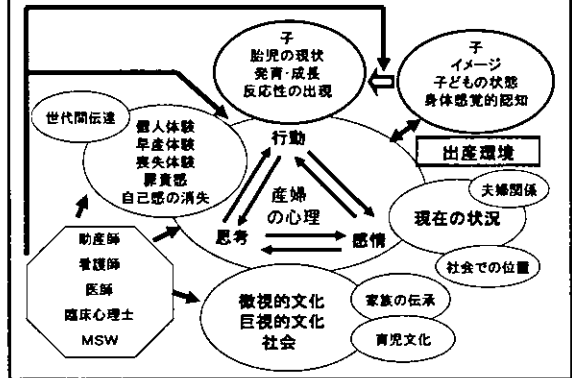 子
胎児の現状
発育・成長
反応性の出現
子
イメージ
子どもの状態
身体感覚的認知
世代間伝達
個人体験
早産体験
喪失体験
罪責感
自己感の消失
行動
産婦
の心理
思考
感情
出産環境
夫婦関係
現在の状況
社会での位置
助産師
看護師
医師
臨床心理士
MSW
微視的文化
巨視的文化
社会
家族の伝承
育児文化